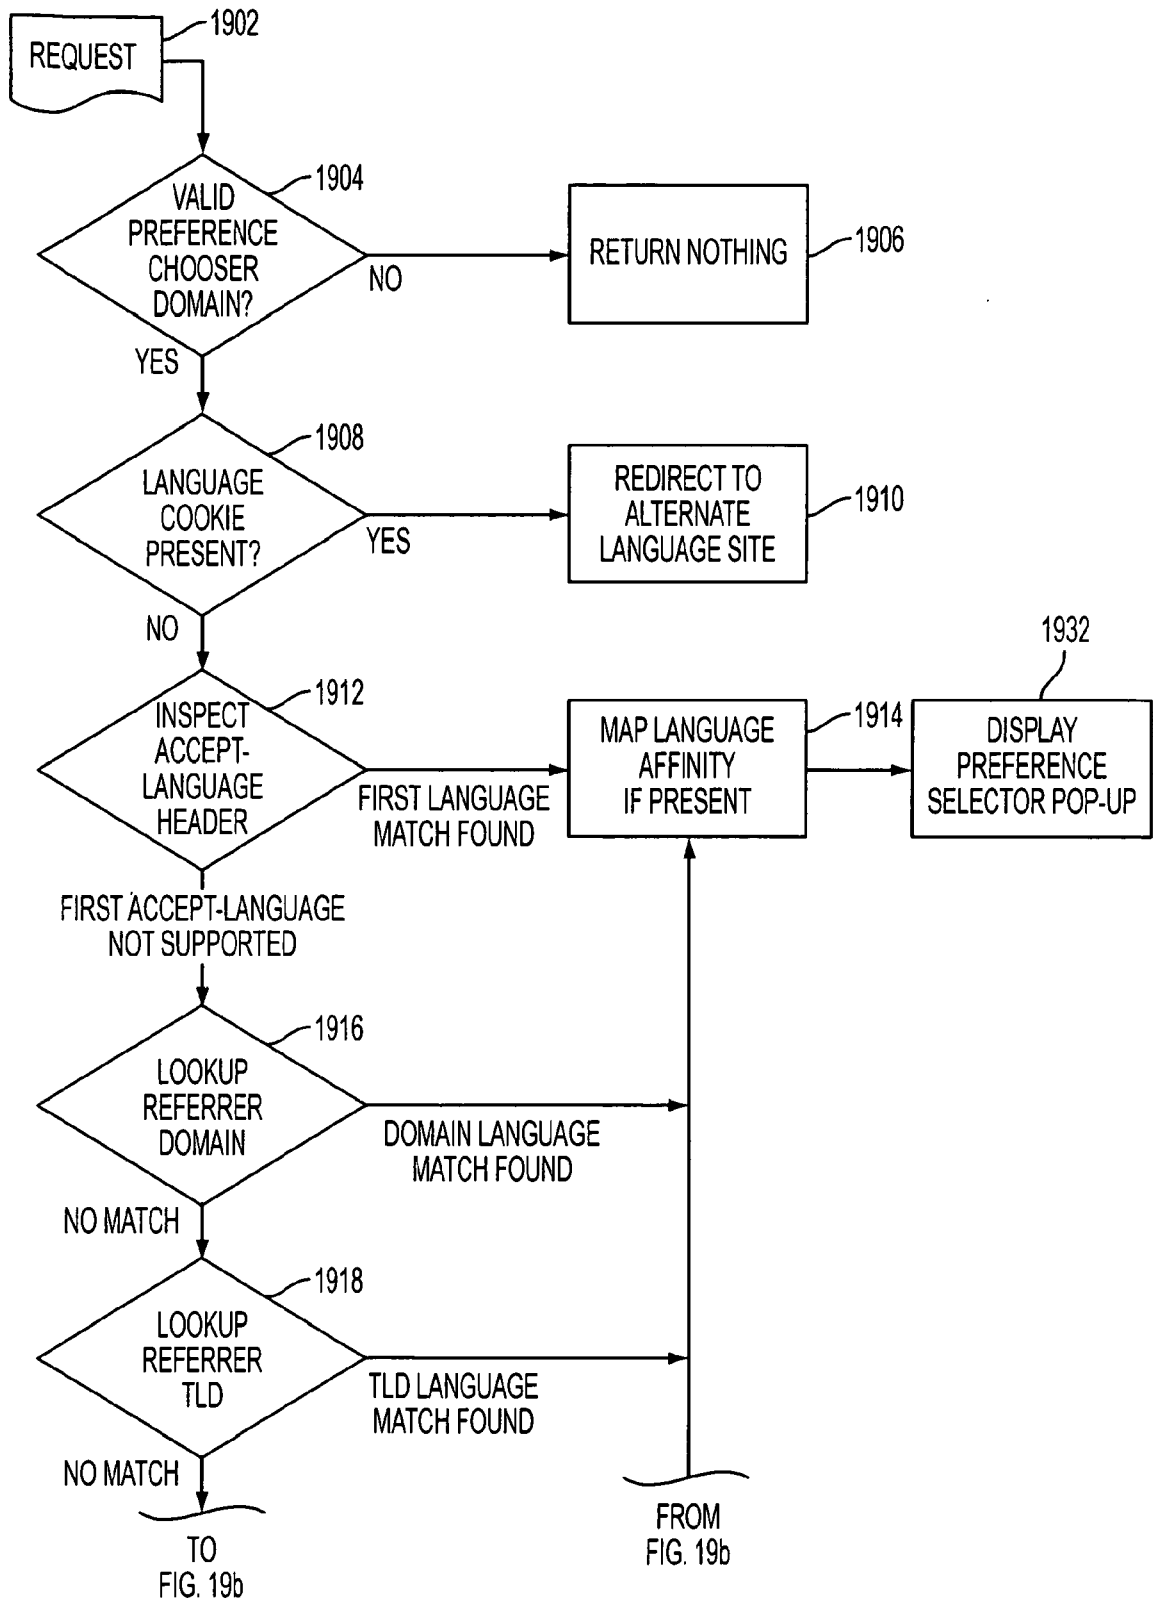 1902
REQUEST
1904
VALID
PREFERENCE
CHOOSER
DOMAIN?
NO
RETURN NOTHING
1906
YES
1908
LANGUAGE
COOKIE
PRESENT?
YES
REDIRECT TO
ALTERNATE
LANGUAGE SITE
1910
NO
1912
INSPECT
ACCEPT-
LANGUAGE
HEADER
FIRST LANGUAGE
MATCH FOUND
MAP LANGUAGE
AFFINITY
IF PRESENT
1914
1932
DISPLAY
PREFERENCE
SELECTOR POP-UP
FIRST ACCEPT-LANGUAGE
NOT SUPPORTED
1916
LOOKUP
REFERRER
DOMAIN
DOMAIN LANGUAGE
MATCH FOUND
NO MATCH
1918
LOOKUP
REFERRER
TLD
TLD LANGUAGE
MATCH FOUND
NO MATCH
TO
FIG. 19b
FROM
FIG. 19b